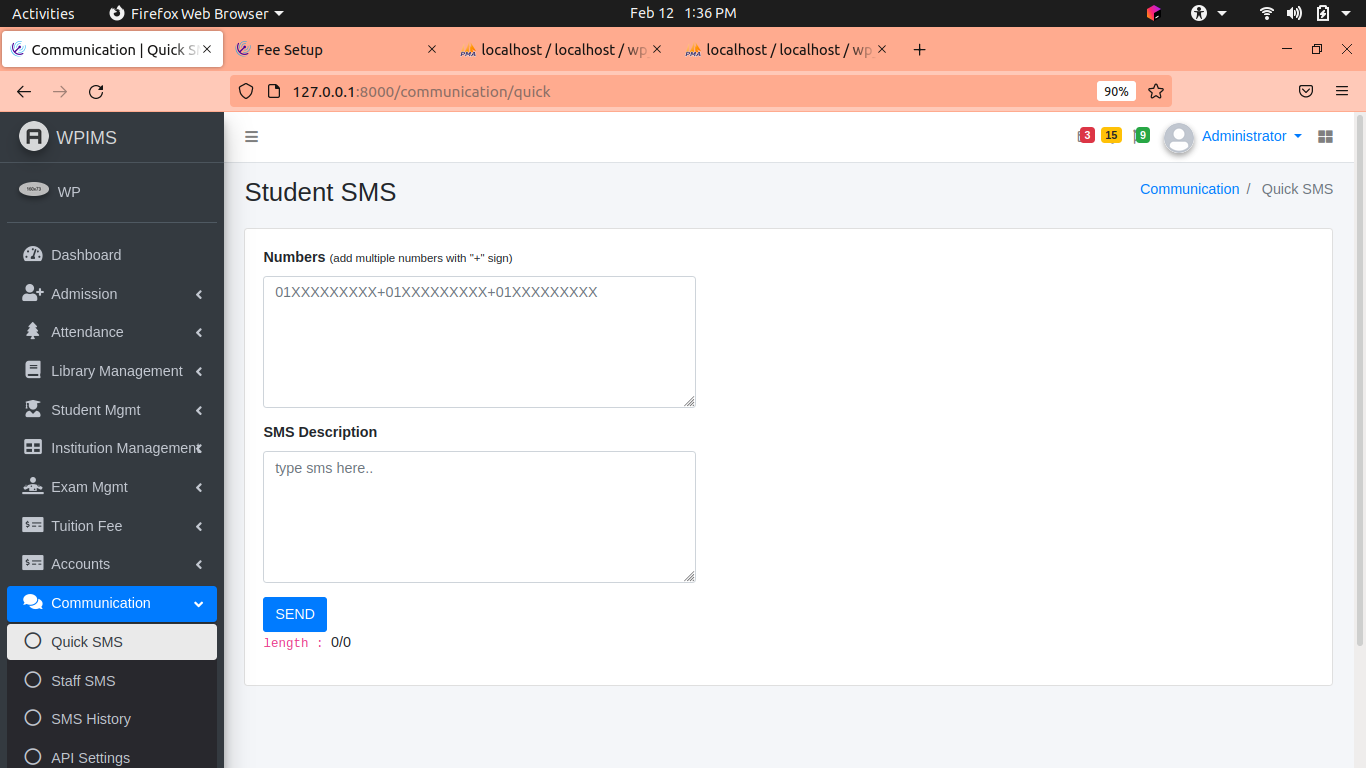 Activities
Firefox Web Browser
Feb 12 1:36 PM
Communication | Quick S
Fee Setup
localhost / localhost / wp
localhost / localhost / wp
127.0.0.1:8000/communication/quick
90%
WPIMS
3 15 9 Administrator
WP
Student SMS
Communication / Quick SMS
Dashboard
Admission
Attendance
Library Management
Student Mgmt
Institution Managemen
Exam Mgmt
Tuition Fee
Accounts
Communication
Quick SMS
Staff SMS
SMS History
API Settings
Numbers (add multiple numbers with "+" sign)
01XXXXXXXXX+01XXXXXXXXX+01XXXXXXXXX
SMS Description
type sms here..
SEND
length : 0/0